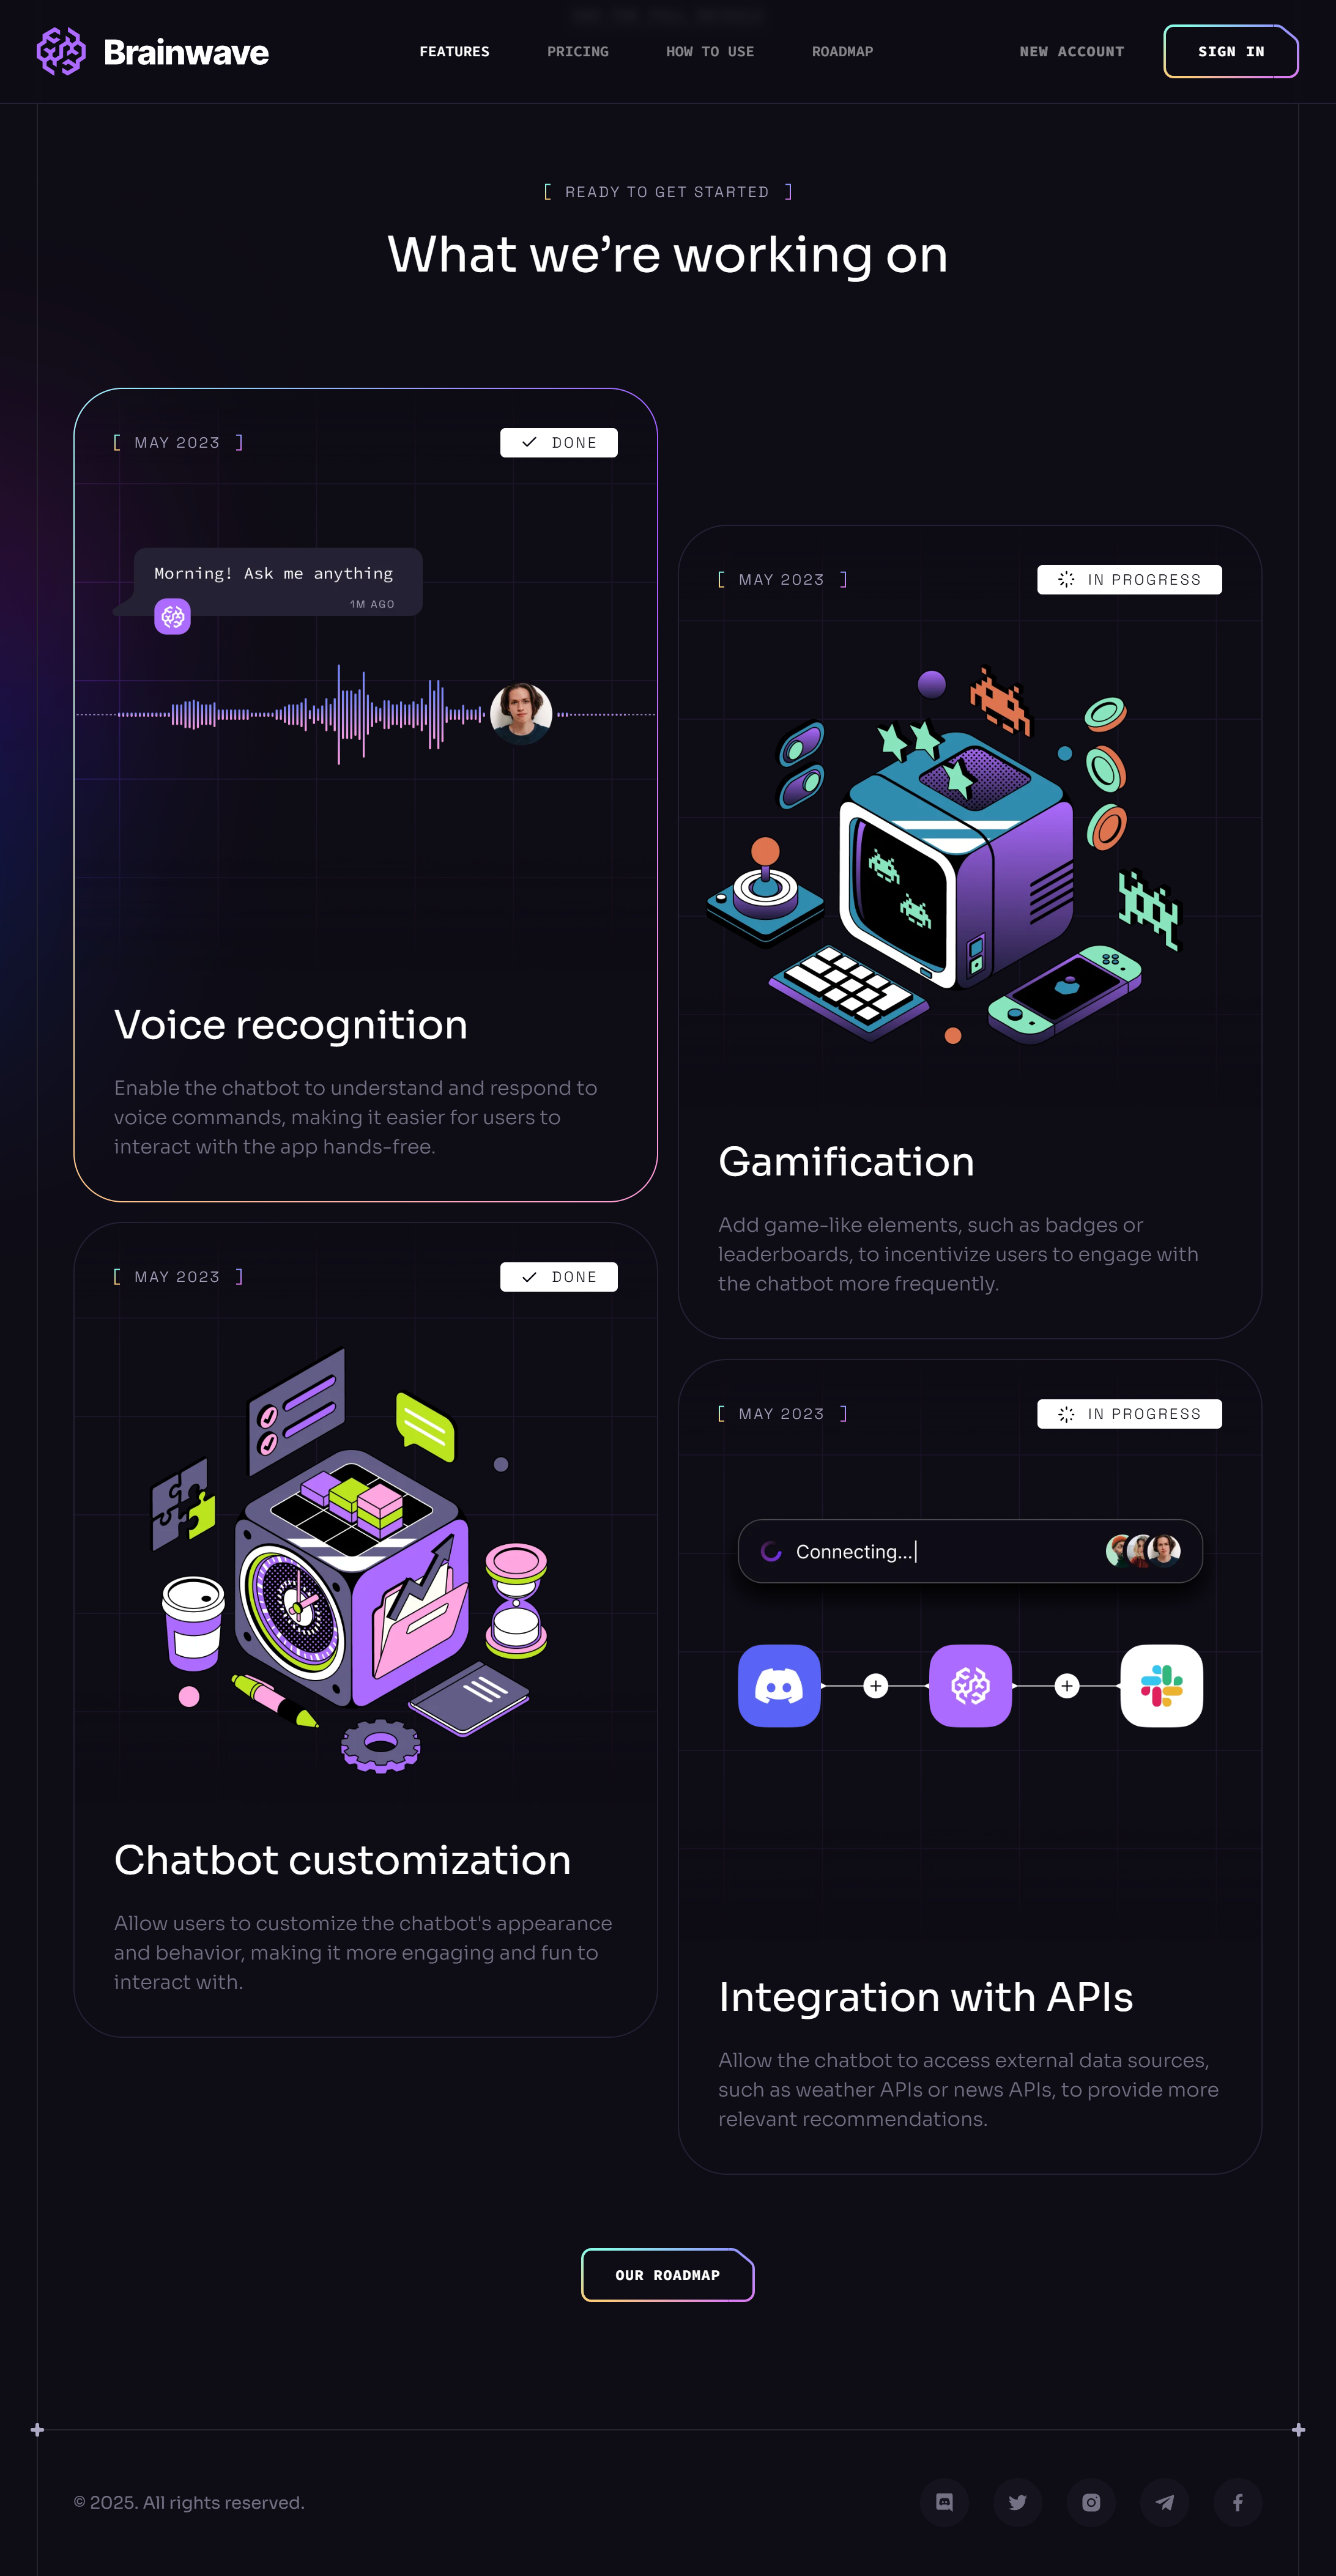 Brainwave
FEATURES
PRICING
HOW TO USE
ROADMAP
NEW ACCOUNT
SIGN IN
READY TO GET STARTED
What we’re working on
MAY 2023
DONE
Morning! Ask me anything
1M AGO
Voice recognition
Enable the chatbot to understand and respond to
voice commands, making it easier for users to
interact with the app hands-free.
MAY 2023
IN PROGRESS
Gamification
Add game-like elements, such as badges or
leaderboards, to incentivize users to engage with
the chatbot more frequently.
MAY 2023
DONE
Chatbot customization
Allow users to customize the chatbot's appearance
and behavior, making it more engaging and fun to
interact with.
MAY 2023
IN PROGRESS
Connecting...
Integration with APIs
Allow the chatbot to access external data sources,
such as weather APIs or news APIs, to provide more
relevant recommendations.
OUR ROADMAP
© 2025. All rights reserved.